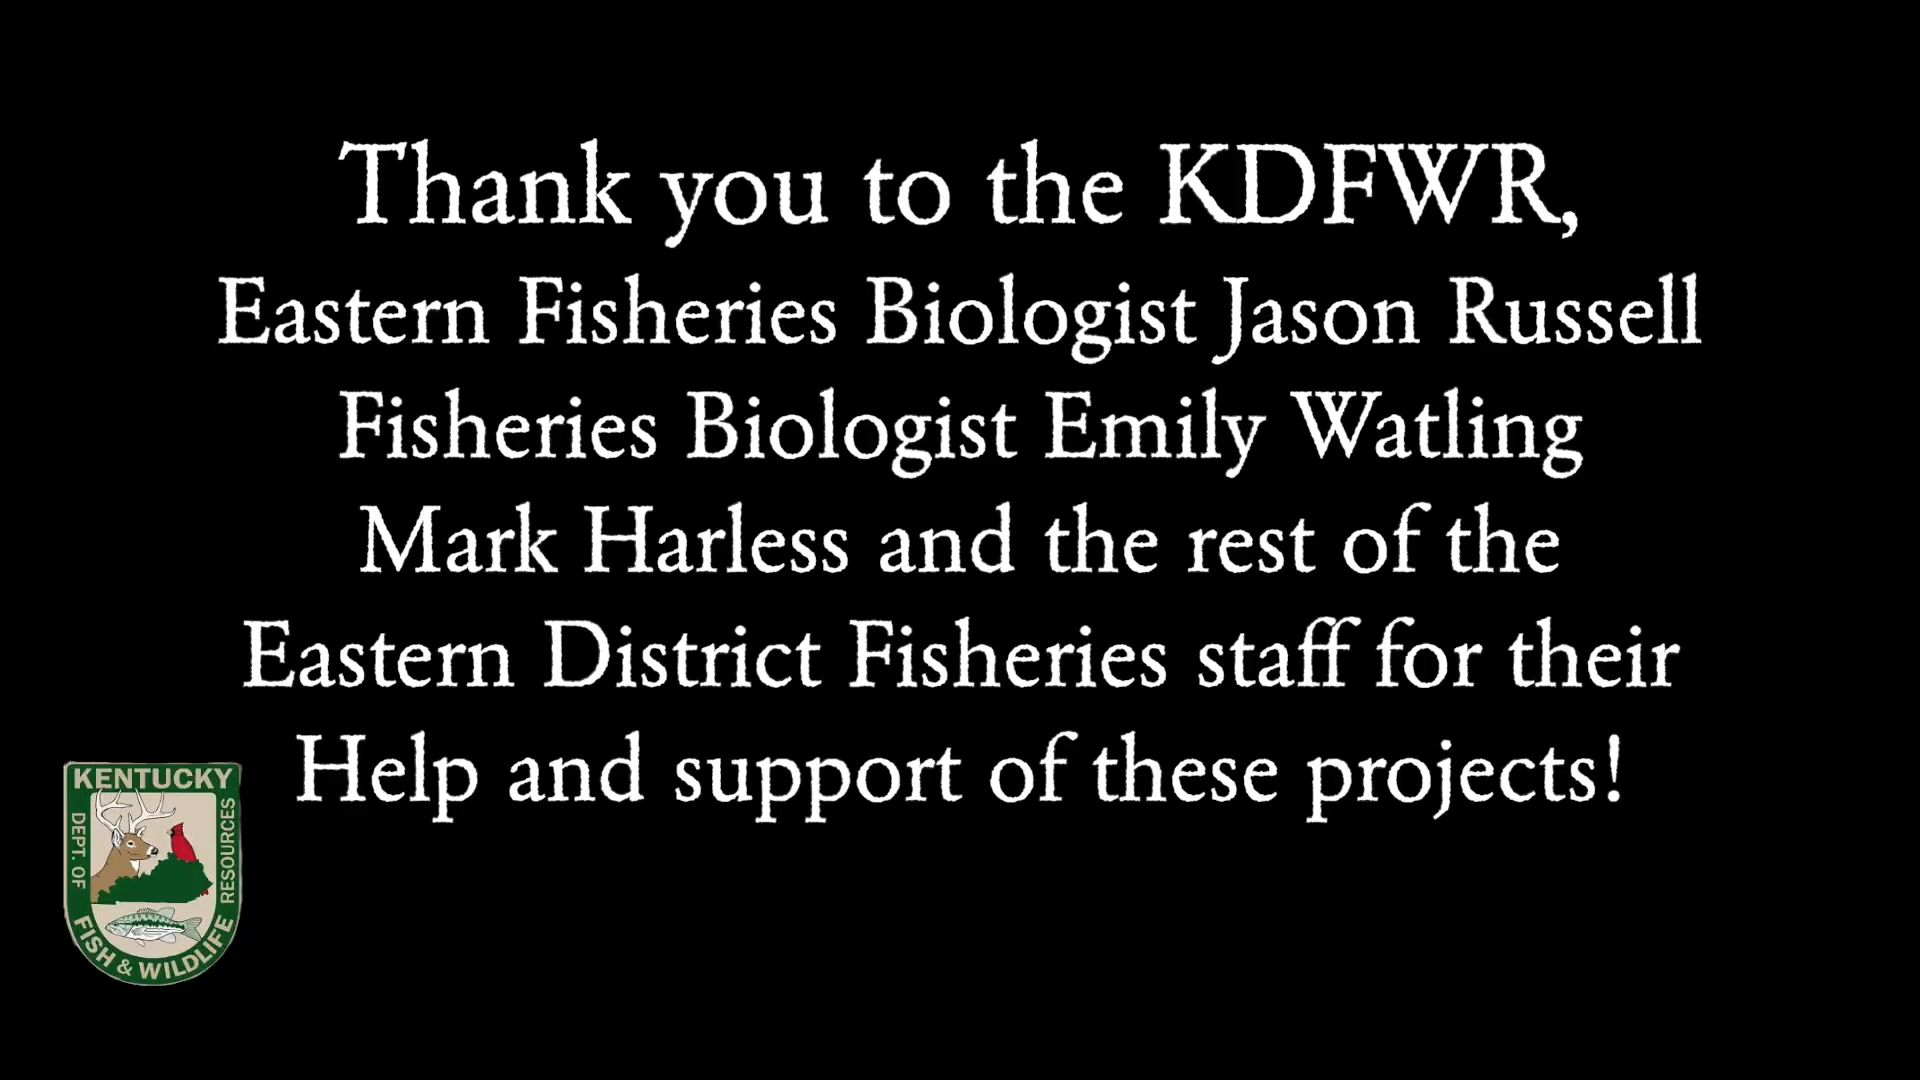 Thank you to the KDFWR,
Eastern Fisheries Biologist Jason Russell
Fisheries Biologist Emily Watling
Mark Harless and the rest of the
Eastern District Fisheries staff for their
Help and support of these projects!
KENTUCKY
DEPT. OF
FISH & WILDLIFE
RESOURCES